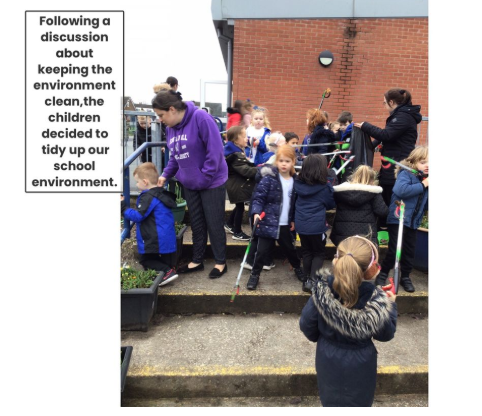 Following a
discussion
about
keeping the
environment
clean,the
children
decided to
tidy up our
school
environment.